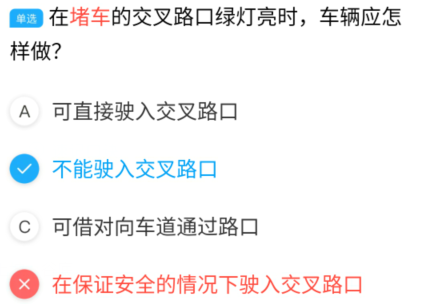 单选 在堵车的交叉路口绿灯亮时，车辆应怎
样做？
A 可直接驶入交叉路口
不能驶入交叉路口
C 可借对向车道通过路口
在保证安全的情况下驶入交叉路口